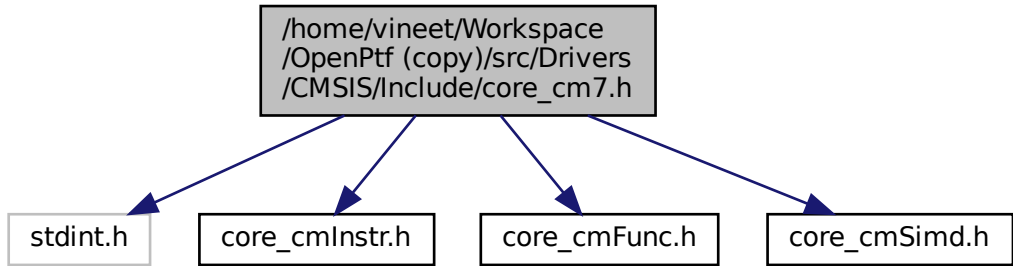 /home/vineet/Workspace
/OpenPtf (copy)/src/Drivers
/CMSIS/Include/core_cm7.h
stdint.h
core_cmInstr.h
core_cmFunc.h
core_cmSimd.h